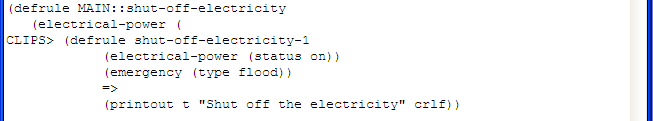 (defrule MAIN::shut-off-electricity
(electrical-power (
CLIPS> (defrule shut-off-electricity-1
(electrical-power (status on))
(emergency (type flood))
=>
(printout t "Shut off the electricity" crlf))